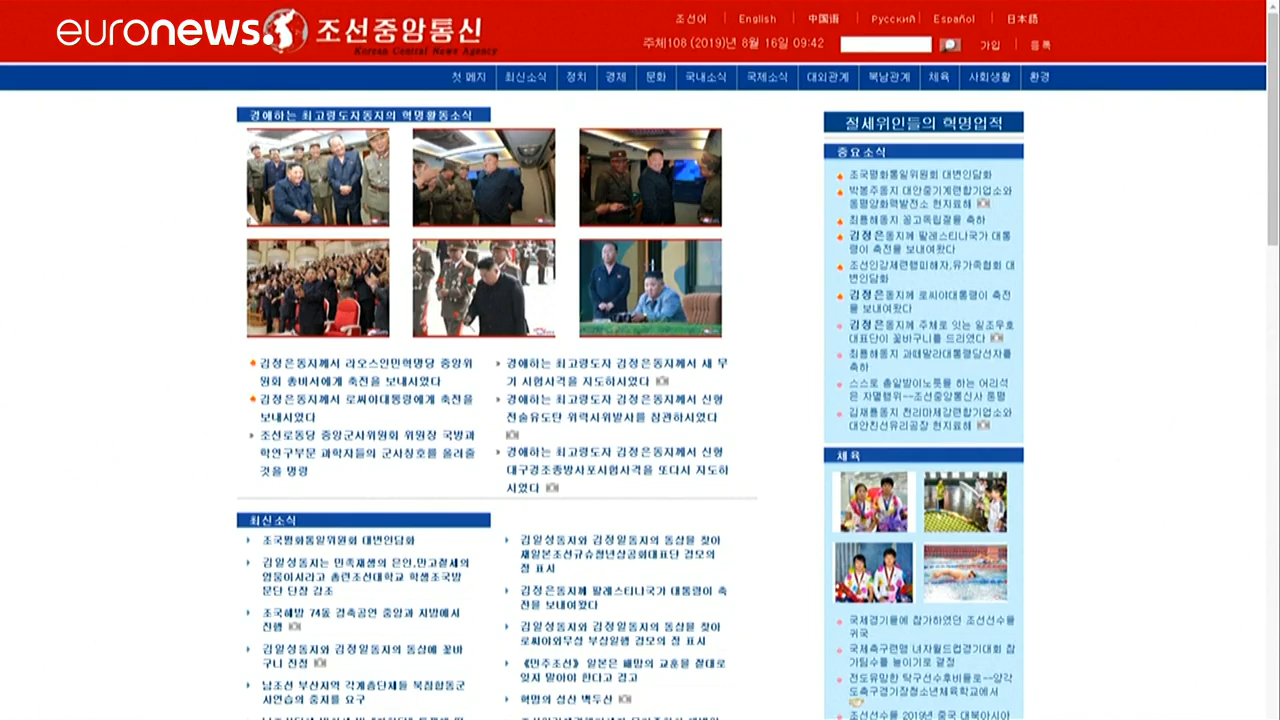 euronews.
조선중앙통신
Korean Central News Agency
조선어 | English | 中国语 | Русский | Español | 日本語
주체108 (2019)년 8월 16일 09:42
가입 | 등록
첫 페지 | 최신소식 | 정치 | 경제 | 문화 | 국내소식 | 국제소식 | 대외관계 | 북남관계 | 체육 | 사회생활 | 환경
경애하는 최고령도자동지의 혁명활동소식
김정은동지께서 라오스인민혁명당 중앙위
원회 총비서에게 축전을 보내시였다
김정은동지께서 로씨야대통령에게 축전을
보내시였다
조선로동당 중앙군사위원회 위원장 국방과
학연구부문 과학자들의 군사칭호를 올려줄
것을 명령
경애하는 최고령도자 김정은동지께서 새 무
기 시험사격을 지도하시였다
경애하는 최고령도자 김정은동지께서 신형
전술유도탄 위력시위발사를 참관하시였다
경애하는 최고령도자 김정은동지께서 신형
대구경조종방사포시험사격을 또다시 지도하
시였다
최신소식
조국평화통일위원회 대변인담화
김일성동지는 민족재생의 은인,만고절세의
영웅이시라고 총련조선대학교 학생조국방
문단 단장 강조
조국해방 74돐 경축공연 중앙과 지방에서
진행
김일성동지와 김정일동지의 동상에 꽃바
구니 진정
남조선 부산지역 각계층단체들 북침합동군
사연습의 중지를 요구
김일성동지와 김정일동지의 동상을 찾아
재일본조선규슈청년상공회대표단 경모의
정 표시
김정은동지께 팔레스티나국가 대통령이 축
전을 보내여왔다
김일성동지와 김정일동지의 동상을 찾아
로씨야외무성 부상일행 경모의 정 표시
《민주조선》 일본은 패망의 교훈을 절대로
잊지 말아야 한다고 경고
혁명의 성산 백두산
절세위인들의 혁명업적
중요소식
조국평화통일위원회 대변인담화
박봉주동지 대안중기계련합기업소와
동평양화력발전소 현지료해
최룡해동지 꽁고독립절을 축하
김정은동지께 팔레스티나국가 대통
령이 축전을 보내여왔다
조선인강제련행피해자,유가족협회 대
변인담화
김정은동지께 로씨야대통령이 축전
을 보내여왔다
김정은동지께 주체로 잇는 일조우호
대표단이 꽃바구니를 드리였다
최룡해동지 과떼말라대통령당선자를
축하
스스로 총알받이노릇을 하는 어리석
은 자멸행위--조선중앙통신사 론평
김재룡동지 천리마제강련합기업소와
대안친선유리공장 현지료해
체육
국제경기들에 참가하였던 조선선수들
귀국
국제축구련맹 녀자월드컵경기대회 참
가팀수를 늘이기로 결정
전도유망한 탁구선수후비들로--양각
도축구경기장청소년체육학교에서
조선선수들 2019년 중국 대북아시아